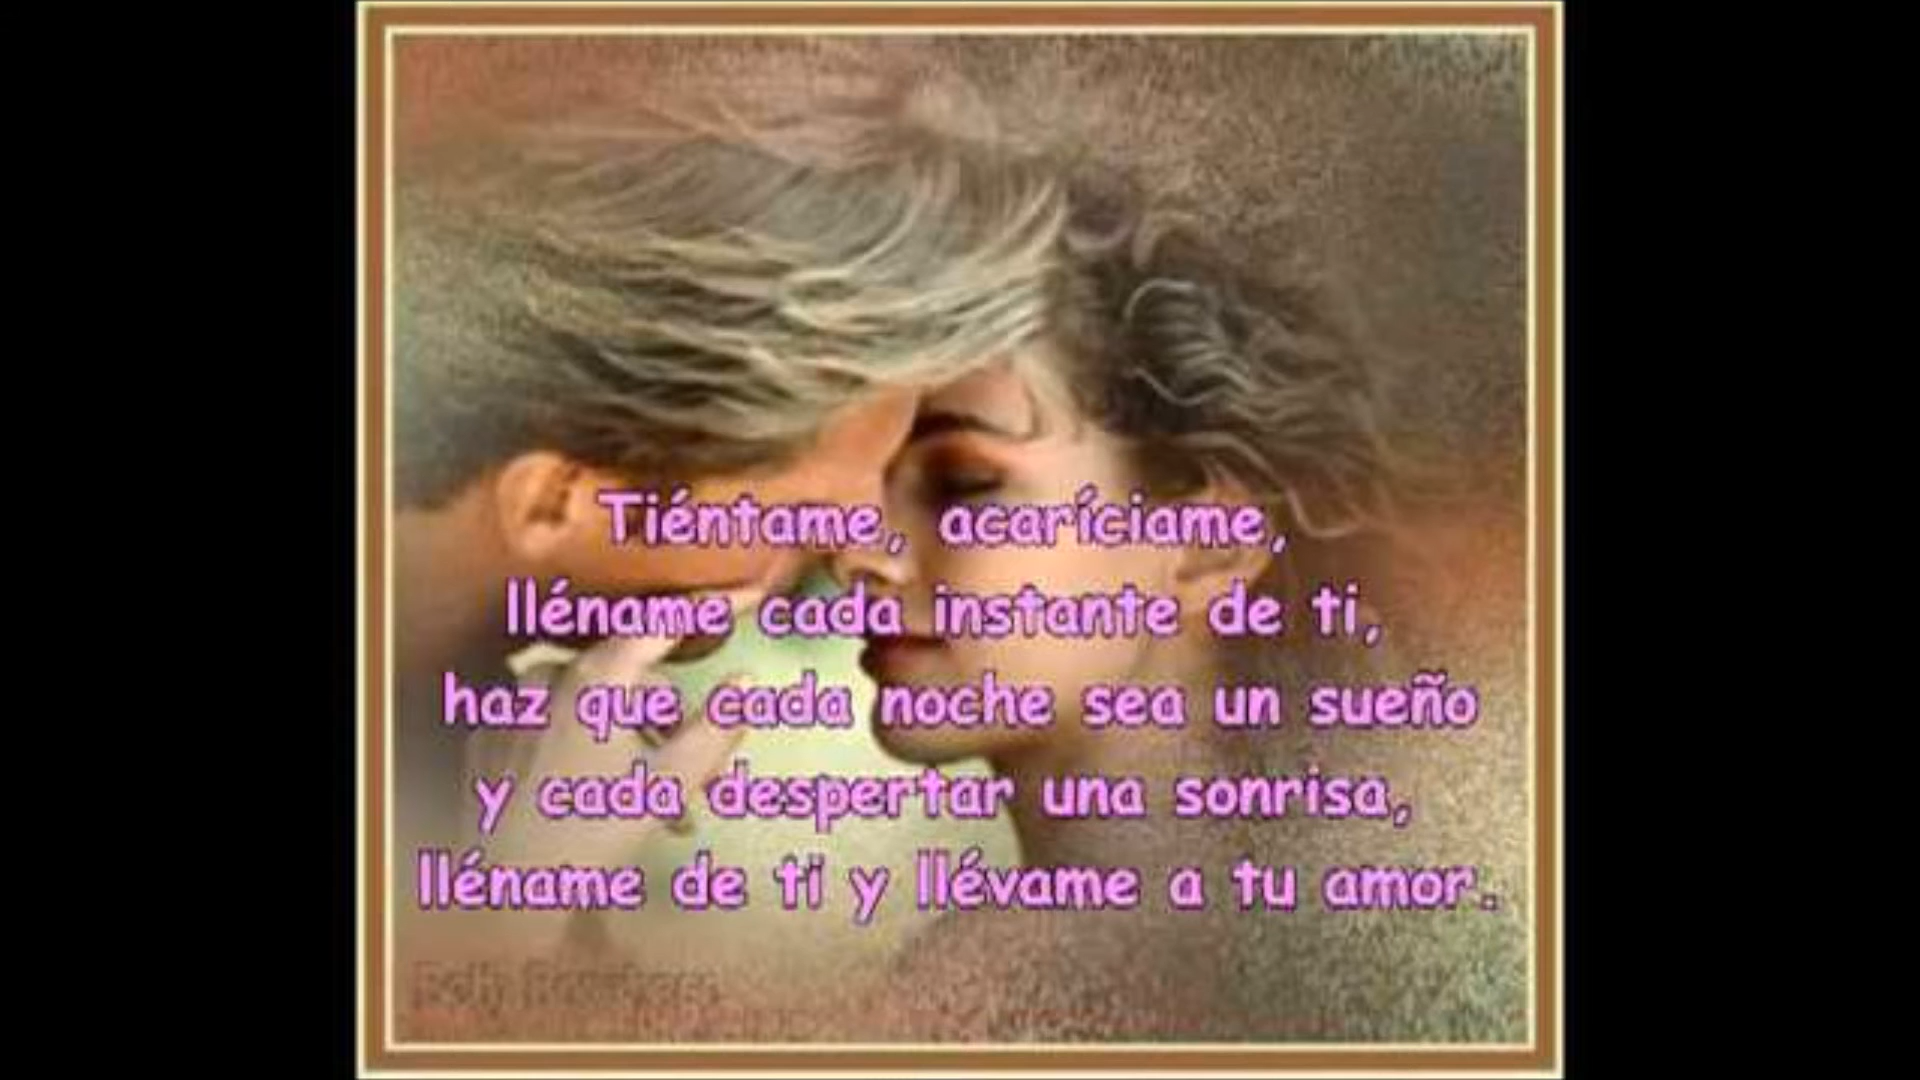 Tiéntame, acaríciame,
lléname cada instante de ti,
haz que cada noche sea un sueño
y cada despertar una sonrisa,
lléname de ti y llévame a tu amor.